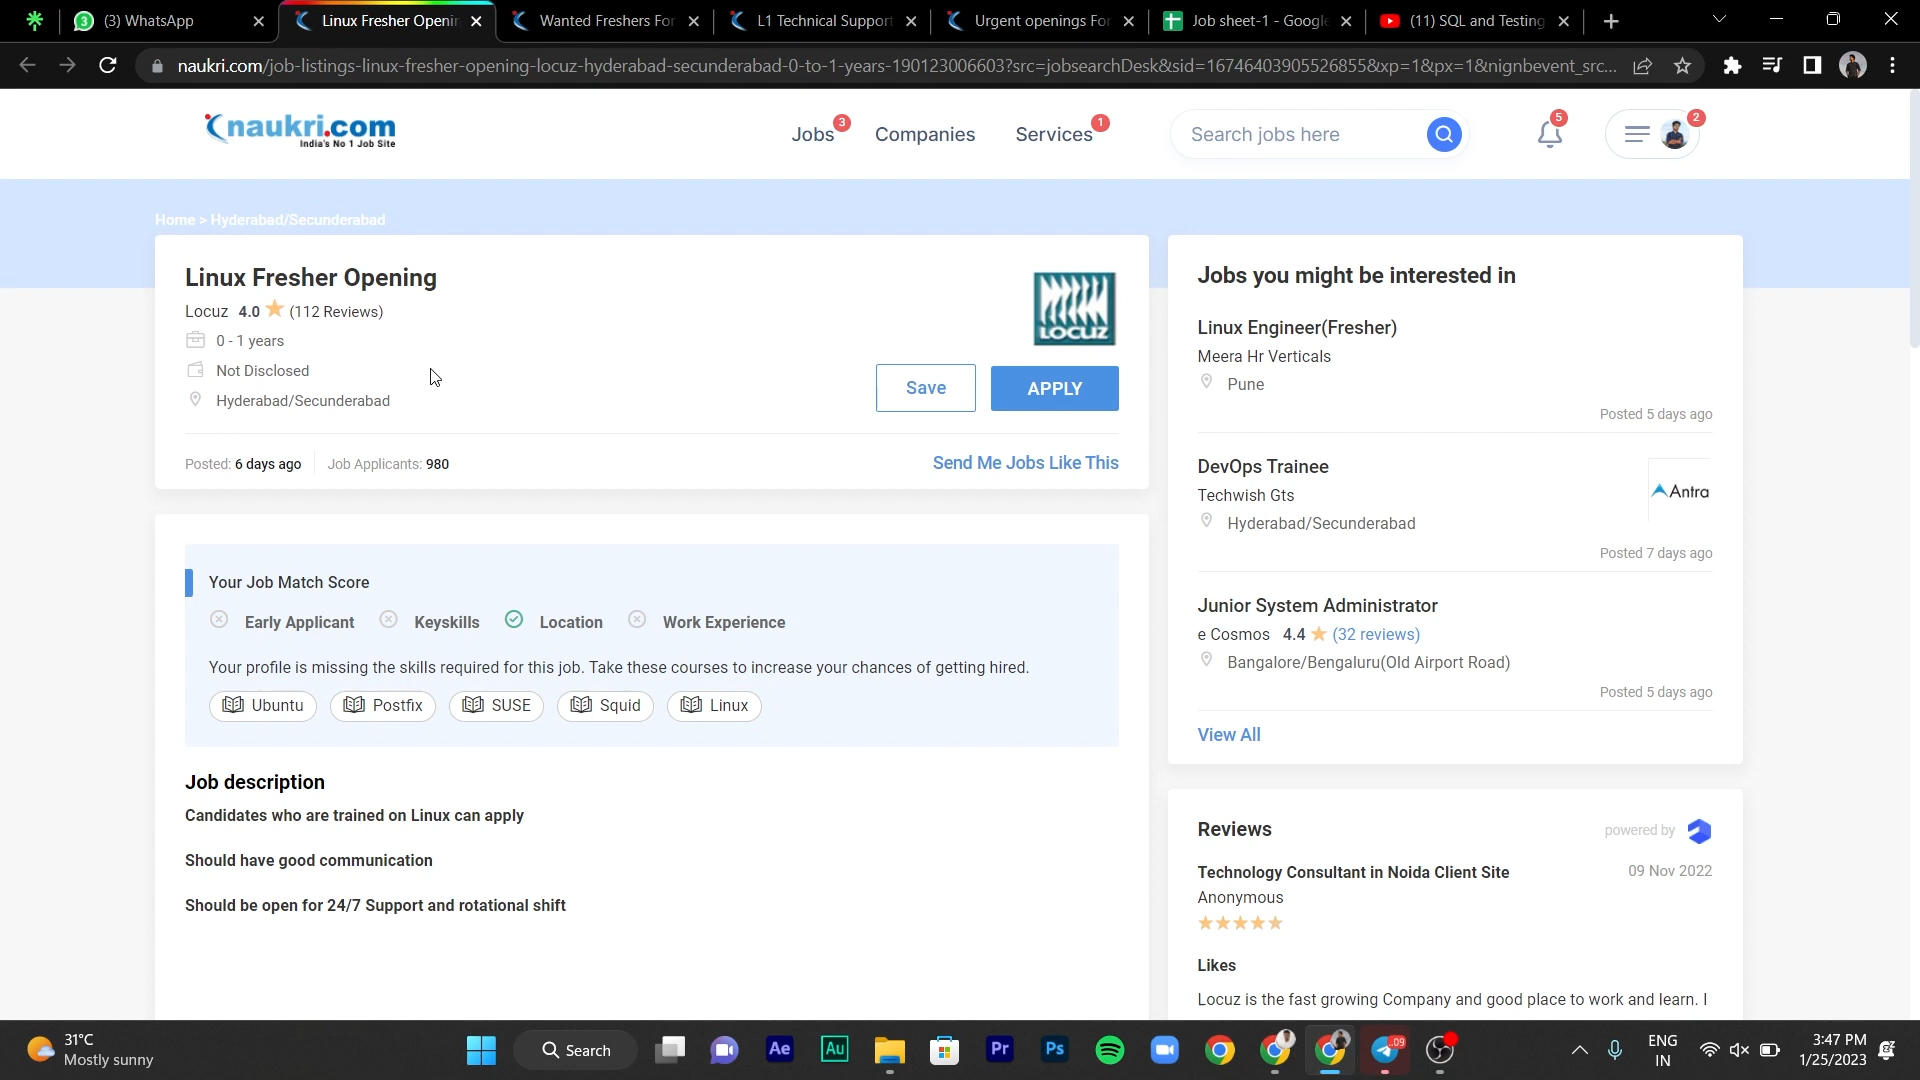 (3) WhatsApp
Linux Fresher Openin
Wanted Freshers For
L1 Technical Support
Urgent openings For
Job sheet-1 - Google
(11) SQL and Testing
naukri.com/job-listings-linux-fresher-opening-locuz-hyderabad-secunderabad-0-to-1-years-190123006603?src=jobsearchDesk&sid=16746403905526855&xp=1&px=1&nignbevent_src...
naukri.com
India's No 1 Job Site
Jobs 3
Companies
Services 1
Search jobs here
5
2
Home > Hyderabad/Secunderabad
Linux Fresher Opening
Locuz 4.0 (112 Reviews)
0 - 1 years
Not Disclosed
Hyderabad/Secunderabad
LOCUZ
Save
APPLY
Posted: 6 days ago
Job Applicants: 980
Send Me Jobs Like This
Your Job Match Score
Early Applicant
Keyskills
Location
Work Experience
Your profile is missing the skills required for this job. Take these courses to increase your chances of getting hired.
Ubuntu
Postfix
SUSE
Squid
Linux
Job description
Candidates who are trained on Linux can apply
Should have good communication
Should be open for 24/7 Support and rotational shift
Jobs you might be interested in
Linux Engineer(Fresher)
Meera Hr Verticals
Pune
Posted 5 days ago
DevOps Trainee
Techwish Gts
Antra
Hyderabad/Secunderabad
Posted 7 days ago
Junior System Administrator
e Cosmos 4.4 (32 reviews)
Bangalore/Bengaluru(Old Airport Road)
Posted 5 days ago
View All
Reviews
powered by
Technology Consultant in Noida Client Site
09 Nov 2022
Anonymous
Likes
Locuz is the fast growing Company and good place to work and learn. I
31°C
Mostly sunny
Search
Ae
Au
Pr
Ps
.09
ENG
IN
3:47 PM
1/25/2023